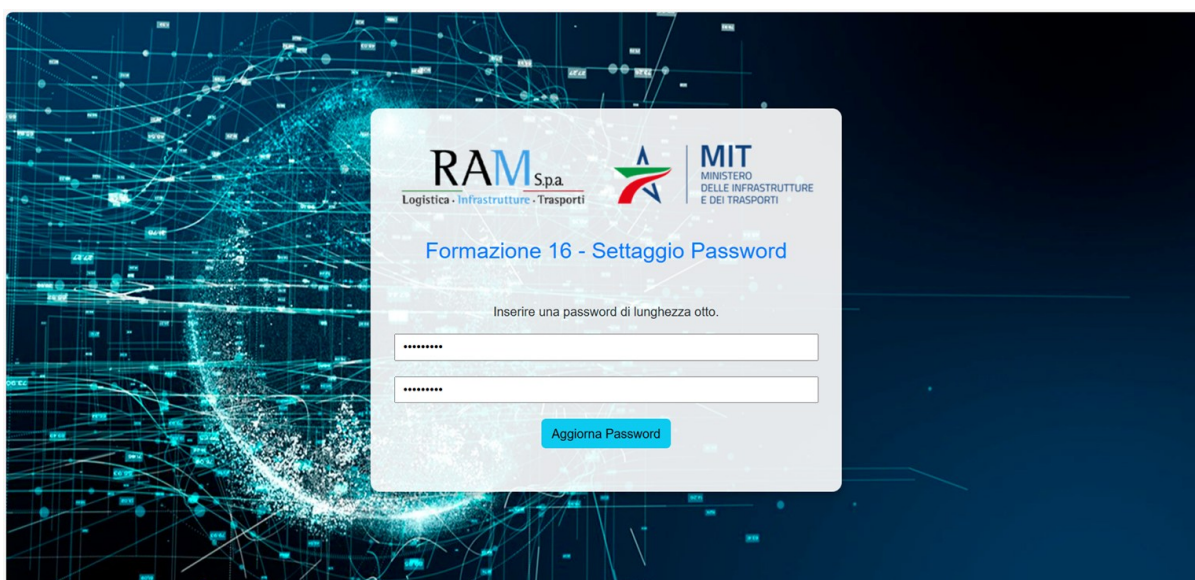 RAM S.p.a.
Logistica - Infrastrutture - Trasporti
MIT
MINISTERO
DELLE INFRASTRUTTURE
E DEI TRASPORTI
Formazione 16 - Settaggio Password
Inserire una password di lunghezza otto.
•••••••••
•••••••••
Aggiorna Password